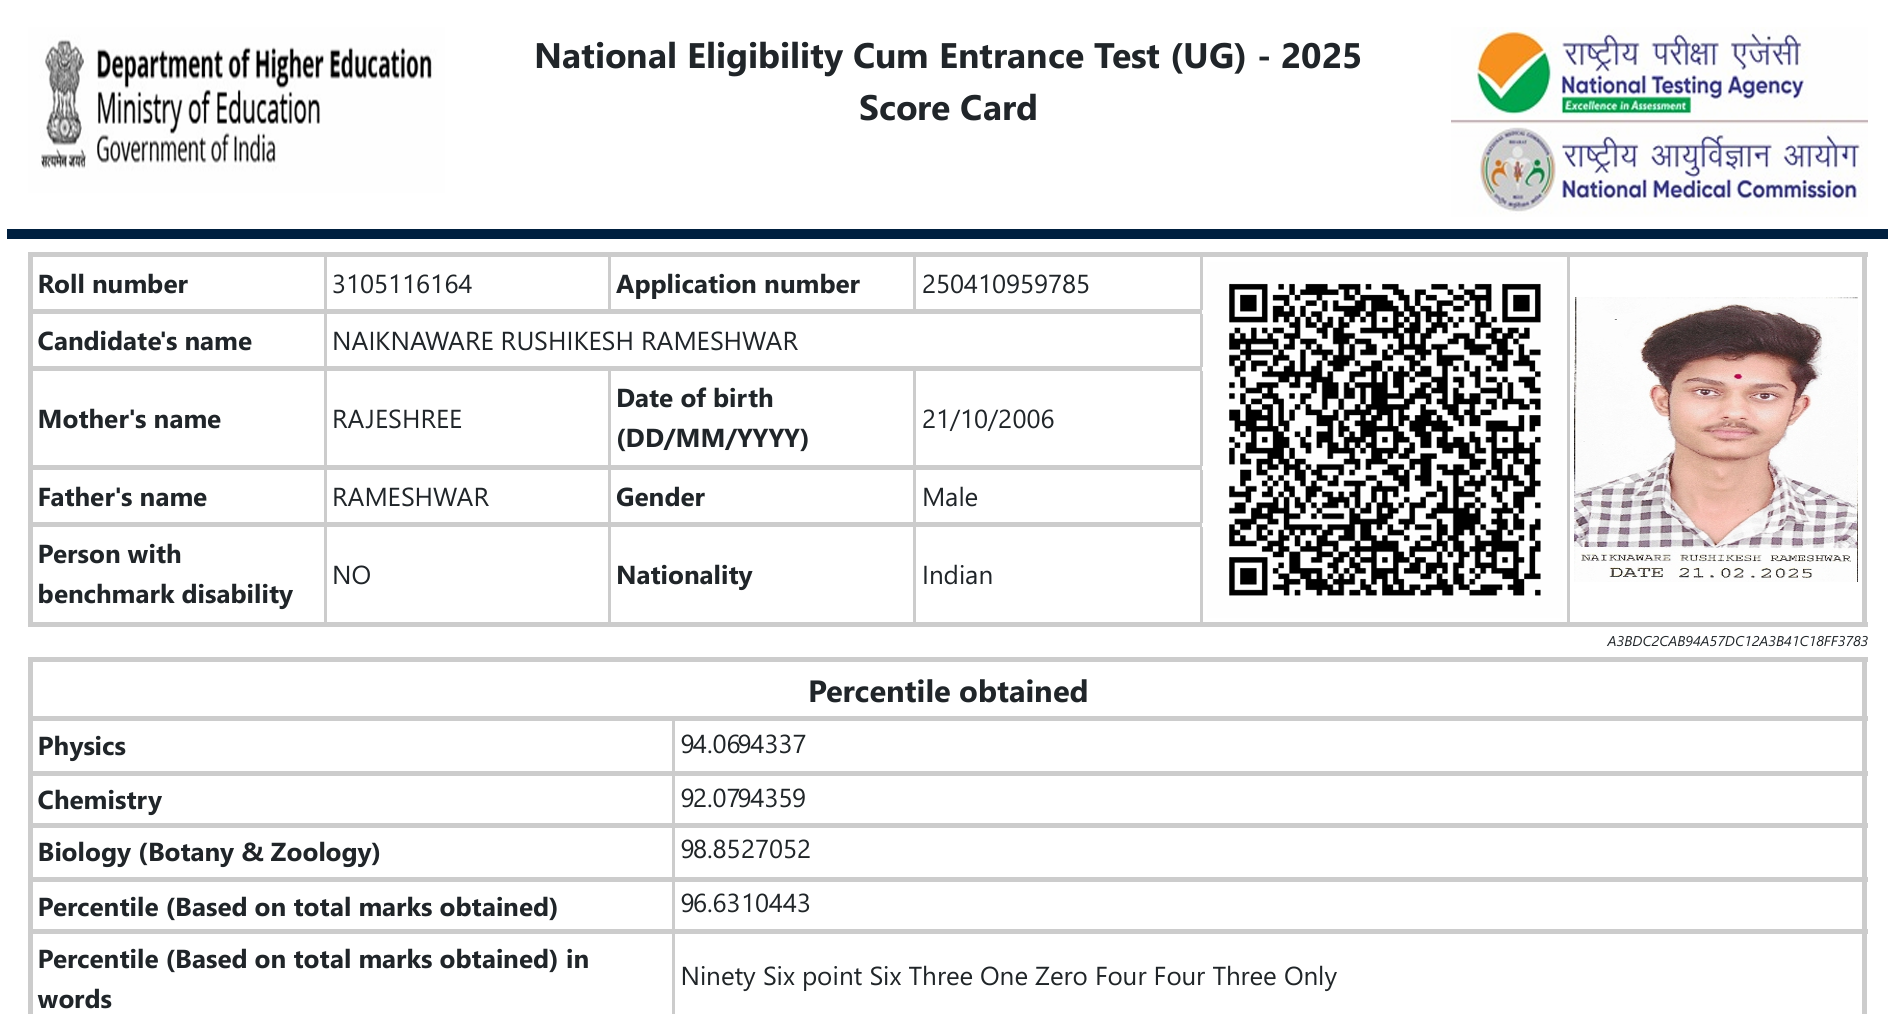 Department of Higher Education
Ministry of Education
Government of India
सत्यमेव जयते
National Eligibility Cum Entrance Test (UG) - 2025
Score Card
राष्ट्रीय परीक्षा एजेंसी
National Testing Agency
Excellence in Assessment
राष्ट्रीय आयुर्विज्ञान आयोग
National Medical Commission
Roll number 3105116164 Application number 250410959785
Candidate's name NAIKNAWARE RUSHIKESH RAMESHWAR
Mother's name RAJESHREE Date of birth (DD/MM/YYYY) 21/10/2006
Father's name RAMESHWAR Gender Male
Person with benchmark disability NO Nationality Indian
NAIKNAWARE RUSHIKESH RAMESHWAR
DATE 21.02.2025
A3BDC2CAB94A57DC12A3B41C18FF3783
Percentile obtained
Physics 94.0694337
Chemistry 92.0794359
Biology (Botany & Zoology) 98.8527052
Percentile (Based on total marks obtained) 96.6310443
Percentile (Based on total marks obtained) in words Ninety Six point Six Three One Zero Four Four Three Only